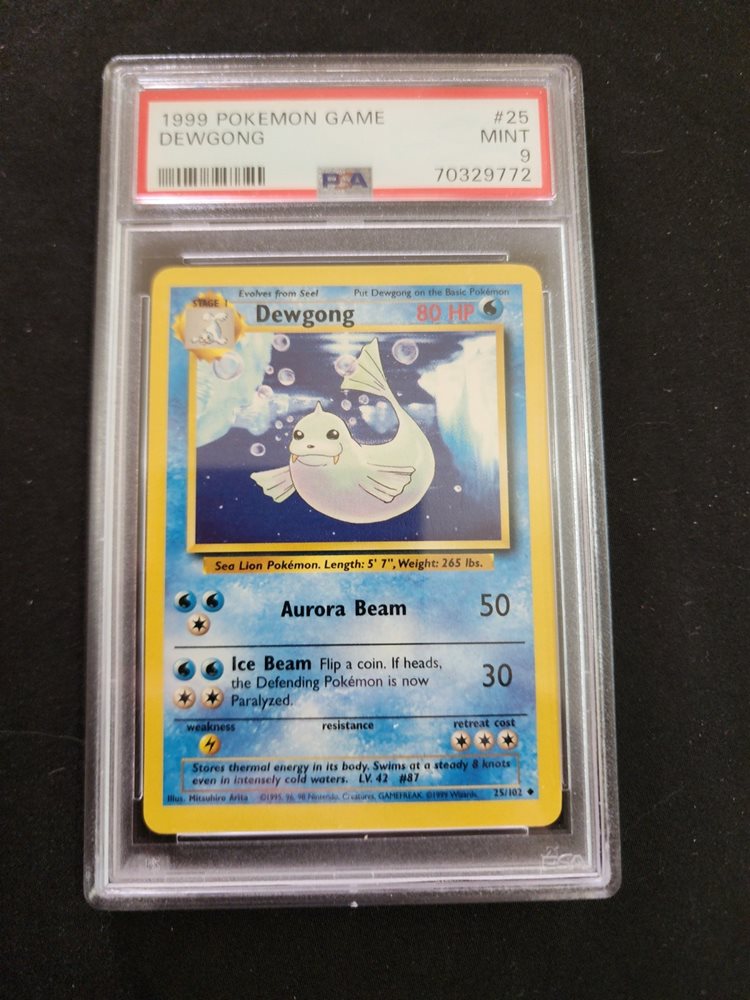 1999 POKEMON GAME #25
DEWGONG MINT
9
PSA 70329772
Evolves from Seel Put Dewgong on the Basic Pokémon
STAGE 1
Dewgong 80 HP
Sea Lion Pokémon. Length: 5' 7", Weight: 265 lbs.
Aurora Beam 50
Ice Beam Flip a coin. If heads,
the Defending Pokémon is now 30
Paralyzed.
weakness resistance retreat cost
Stores thermal energy in its body. Swims at a steady 8 knots
even in intensely cold waters. LV. 42 #87
Illus. Mitsuhiro Arita ©1995, 96, 98 Nintendo, Creatures, GAMEFREAK. ©1999 Wizards. 25/102
PSA